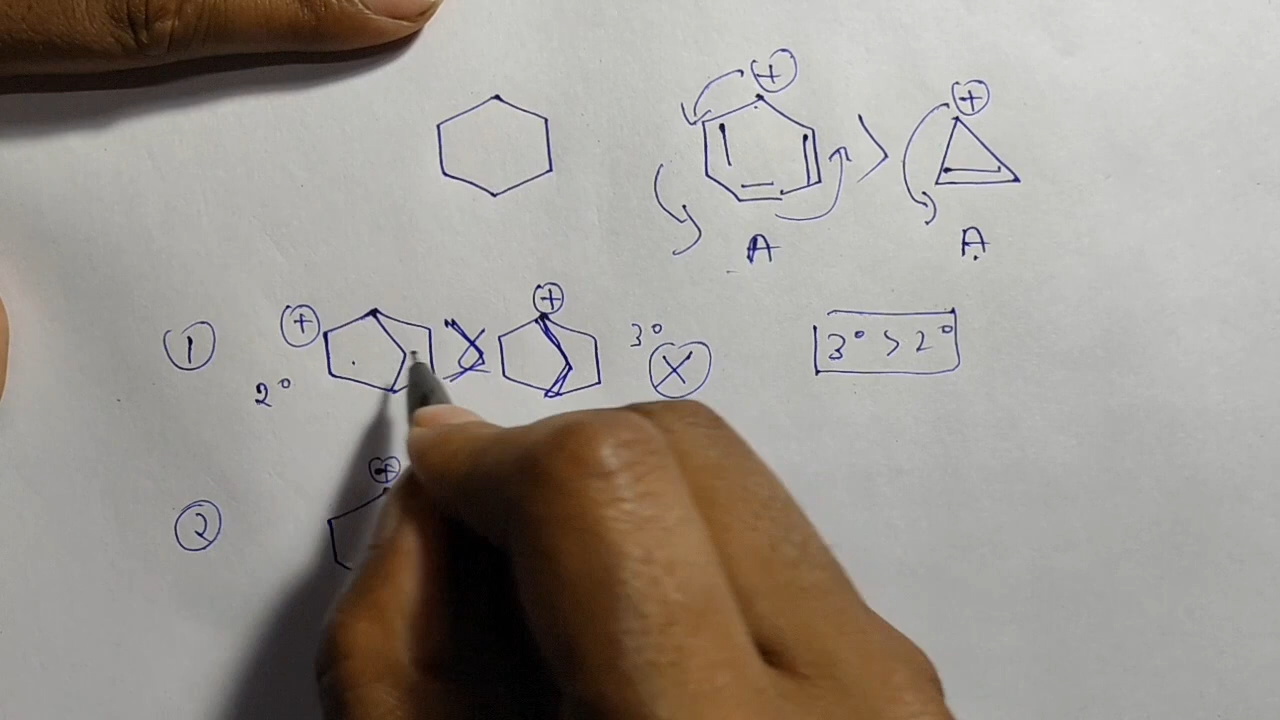 + > +
A A
① + 2° > + 3° X 3° > 2°
② +